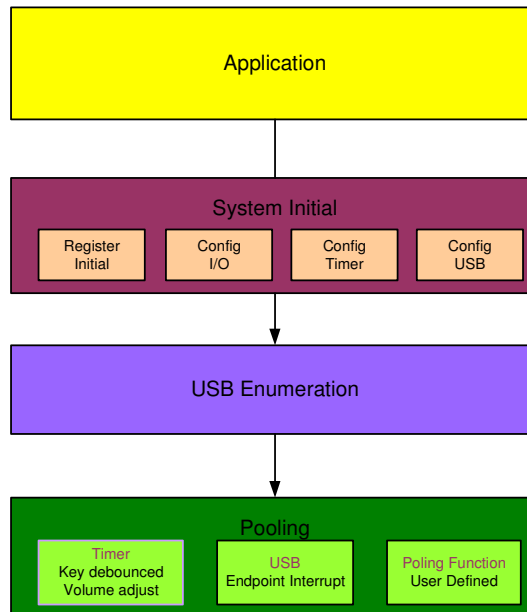 Application
System Initial
Register
Initial
Config
I/O
Config
Timer
Config
USB
USB Enumeration
Pooling
Timer
Key debounced
Volume adjust
USB
Endpoint Interrupt
Poling Function
User Defined